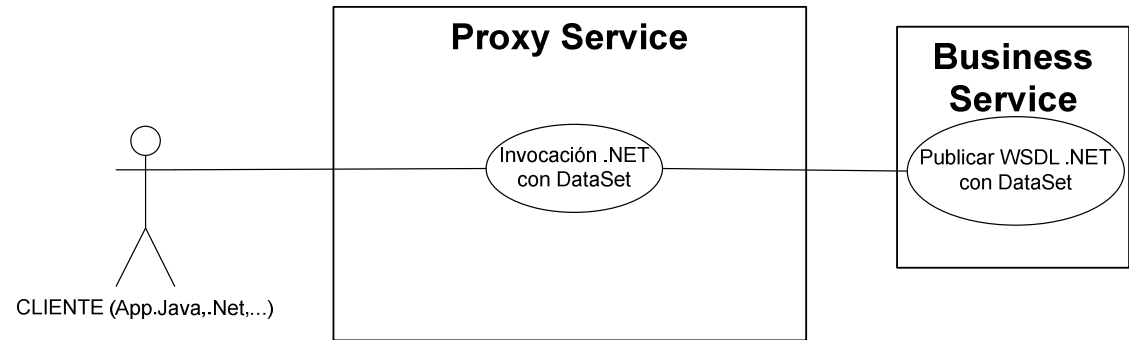 Proxy Service
Business
Service
Invocación .NET
con DataSet
Publicar WSDL .NET
con DataSet
CLIENTE (App.Java,.Net,...)